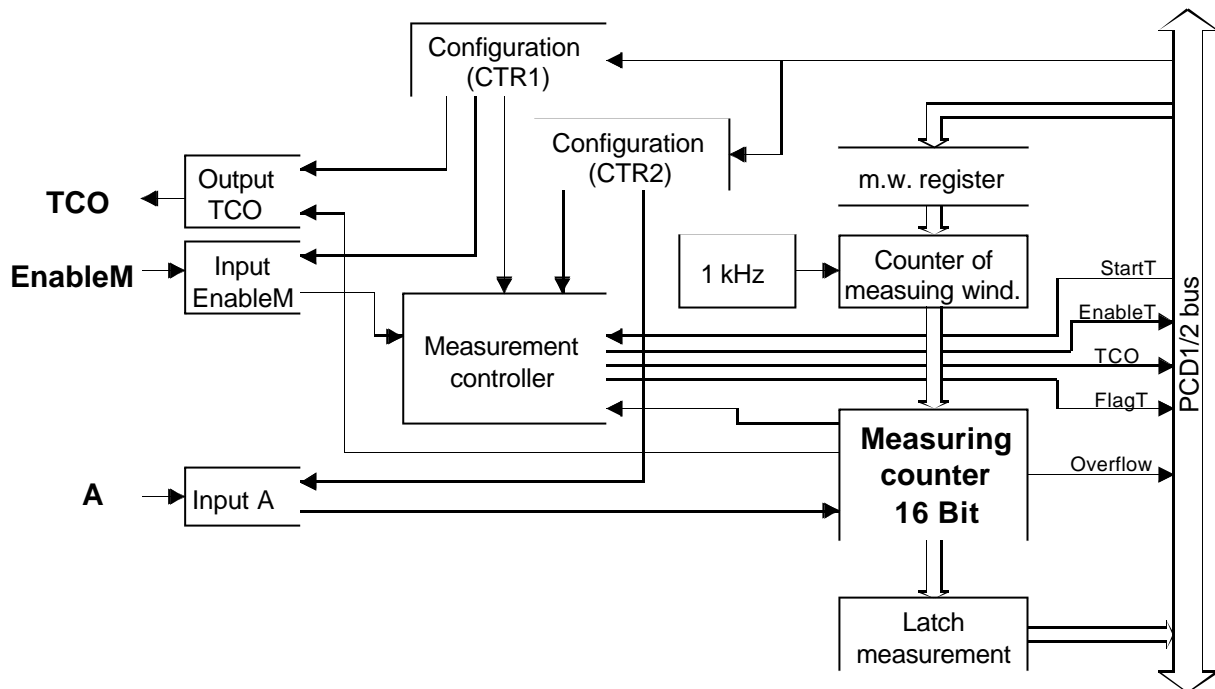 Configuration
(CTR1)
Configuration
(CTR2)
Output
TCO
TCO
m.w. register
Input
EnableM
EnableM
1 kHz
Counter of
measuing wind.
StartT
EnableT
TCO
FlagT
Overflow
PCD1/2 bus
Measurement
controller
Measuring
counter
16 Bit
A
Input A
Latch
measurement